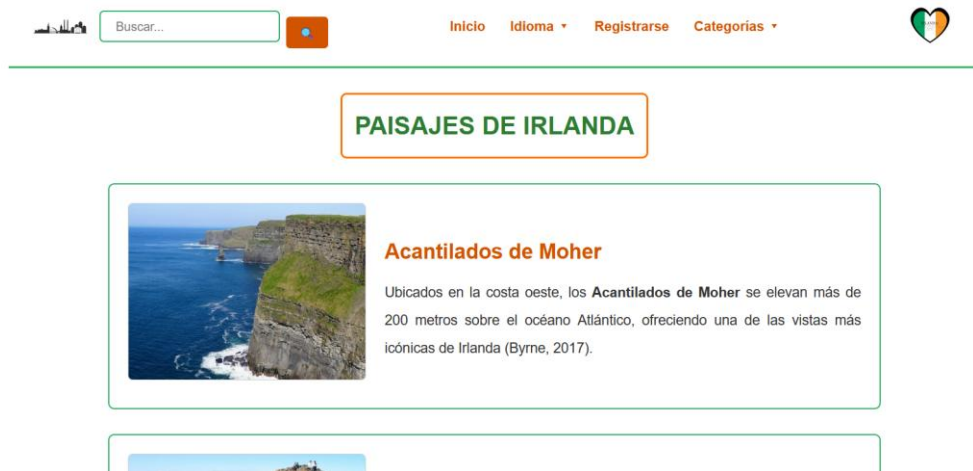 Buscar...
Inicio
Idioma ▾
Registrarse
Categorías ▾
PAISAJES DE IRLANDA
Acantilados de Moher
Ubicados en la costa oeste, los Acantilados de Moher se elevan más de
200 metros sobre el océano Atlántico, ofreciendo una de las vistas más
icónicas de Irlanda (Byrne, 2017).